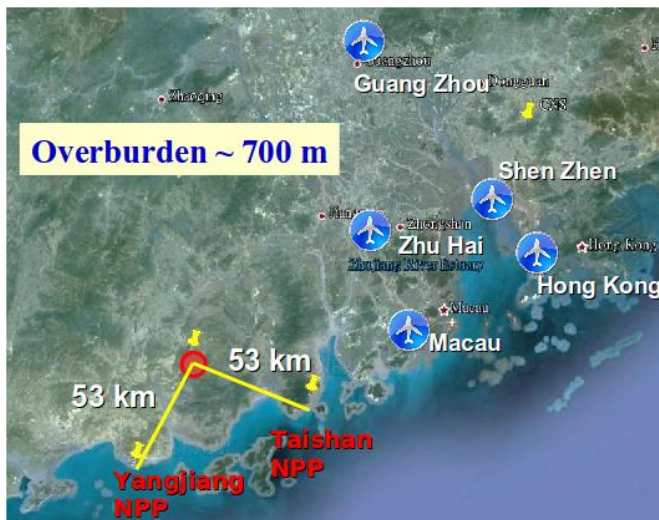 Guang Zhou
Zhaoqing
Dongguan
CNS
Overburden ~ 700 m
Shen Zhen
Zhongshan
Zhu Hai
Hong Kong
Zhujiang River Estuary
Hong Kong
Macau
Macau
53 km
53 km
Taishan
NPP
Yangjiang
NPP